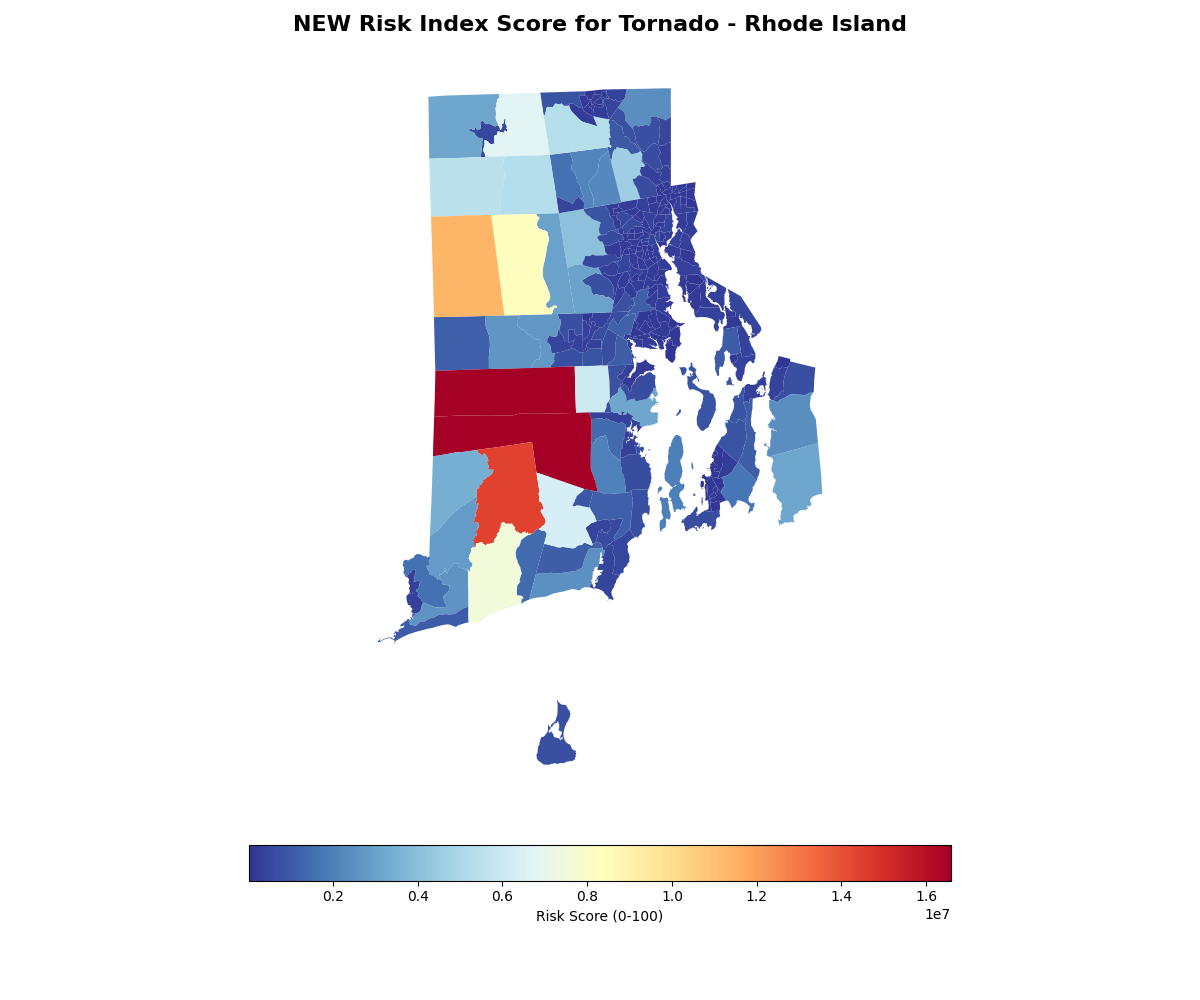 NEW Risk Index Score for Tornado - Rhode Island
0.2 0.4 0.6 0.8 1.0 1.2 1.4 1.6
1e7
Risk Score (0-100)